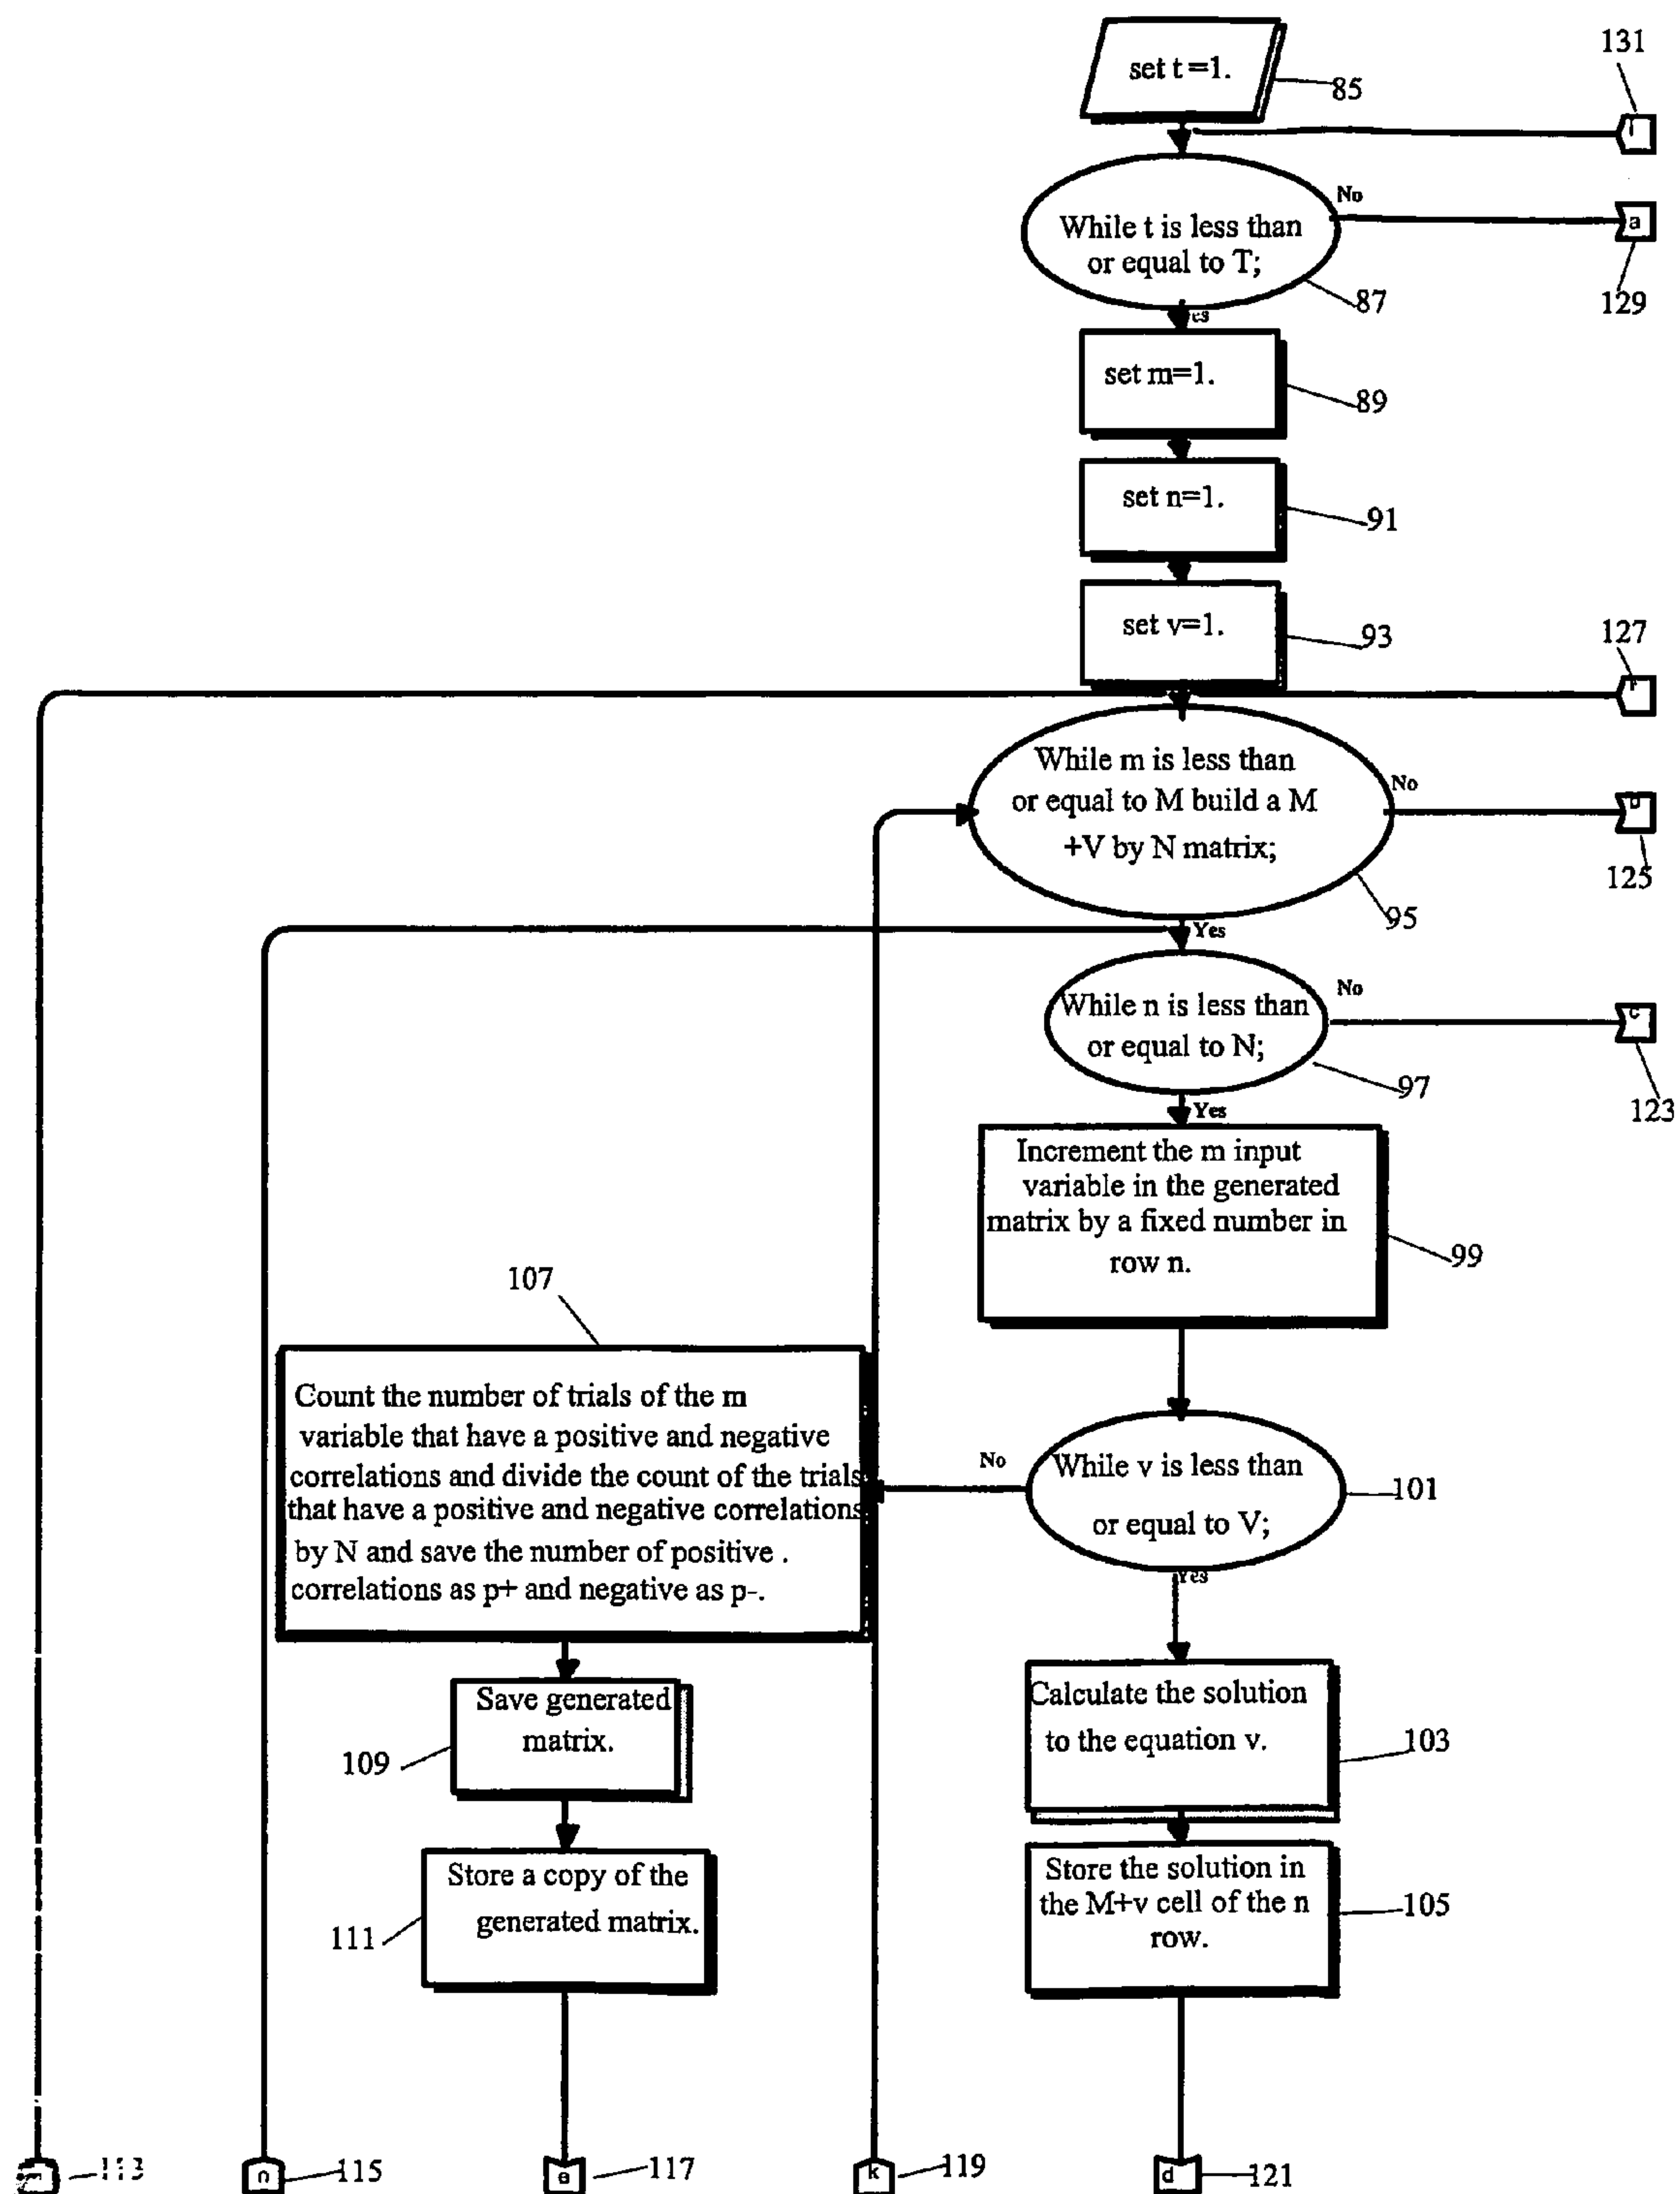 set t =1.
85
131
While t is less than
or equal to T;
No
87
a
129
set m=1.
89
set n=1.
91
set v=1.
93
127
While m is less than
or equal to M build a M
+V by N matrix;
No
95
125
Yes
While n is less than
or equal to N;
No
97
c
123
Yes
Increment the m input
variable in the generated
matrix by a fixed number in
row n.
99
107
Count the number of trials of the m
variable that have a positive and negative
correlations and divide the count of the trials
that have a positive and negative correlations
by N and save the number of positive .
correlations as p+ and negative as p-.
No
While v is less than
or equal to V;
101
Yes
Save generated
matrix.
109
Calculate the solution
to the equation v.
103
Store a copy of the
generated matrix.
111
Store the solution in
the M+v cell of the n
row.
105
113
n
115
e
117
k
119
d
121